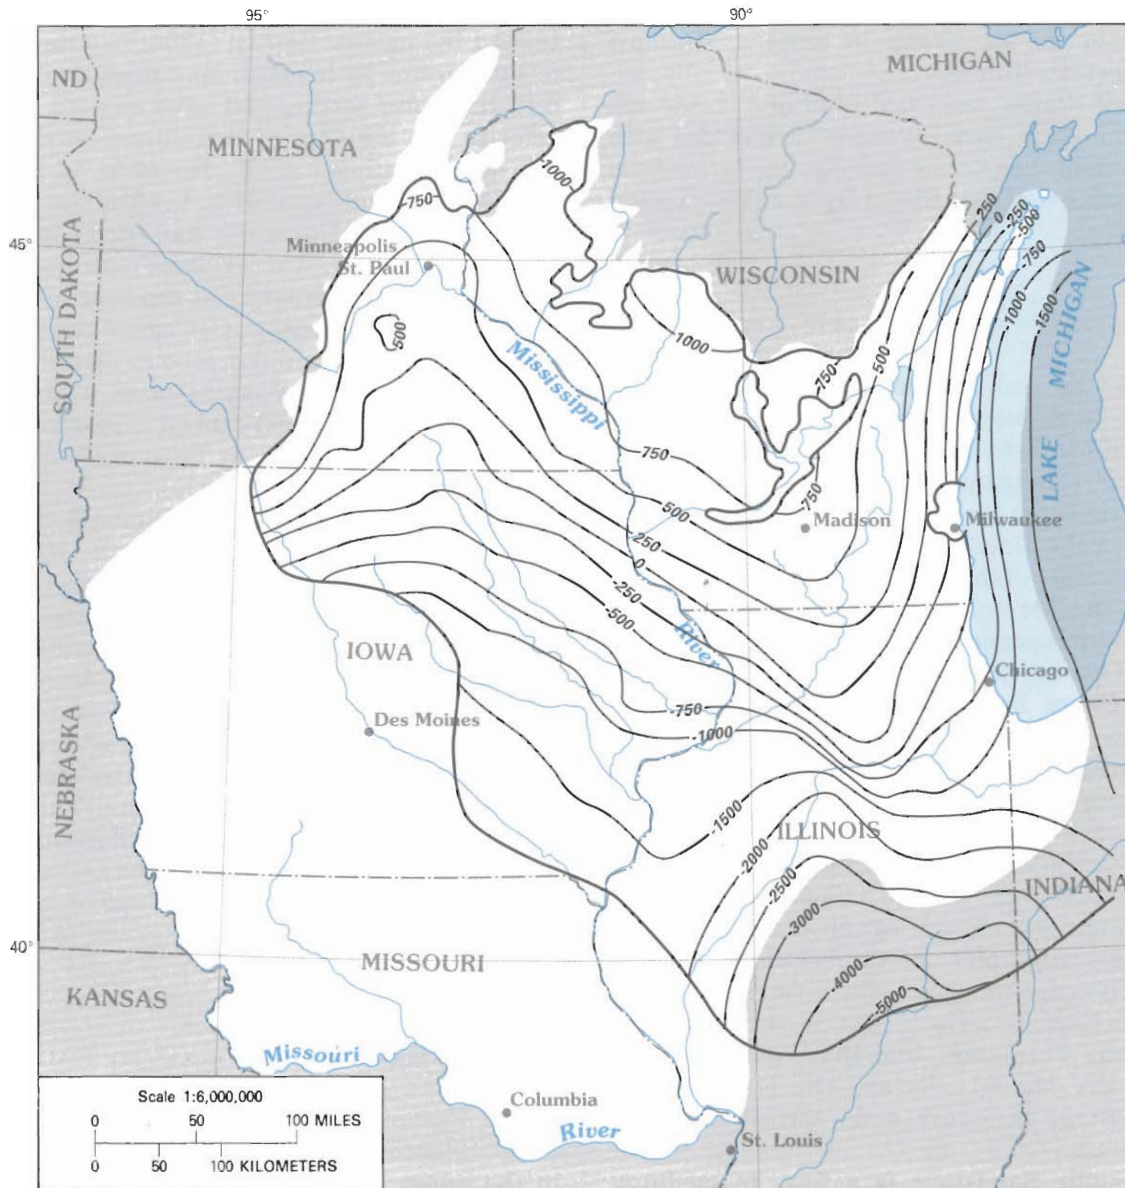 95°
90°
ND
MICHIGAN
MINNESOTA
-1000
750
250
0
-250
-500
-750
-1000
1500
45°
Minneapolis
St. Paul
WISCONSIN
SOUTH DAKOTA
500
1000
500
750
Mississippi
LAKE MICHIGAN
750
750
500
Madison
Milwaukee
250
0
-250
-500
River
IOWA
Chicago
-750
-1000
Des Moines
NEBRASKA
-1500
ILLINOIS
-2000
-2500
INDIANA
-3000
40°
MISSOURI
-4000
KANSAS
-5000
Missouri
Scale 1:6,000,000
0 50 100 MILES
0 50 100 KILOMETERS
Columbia
River
St. Louis